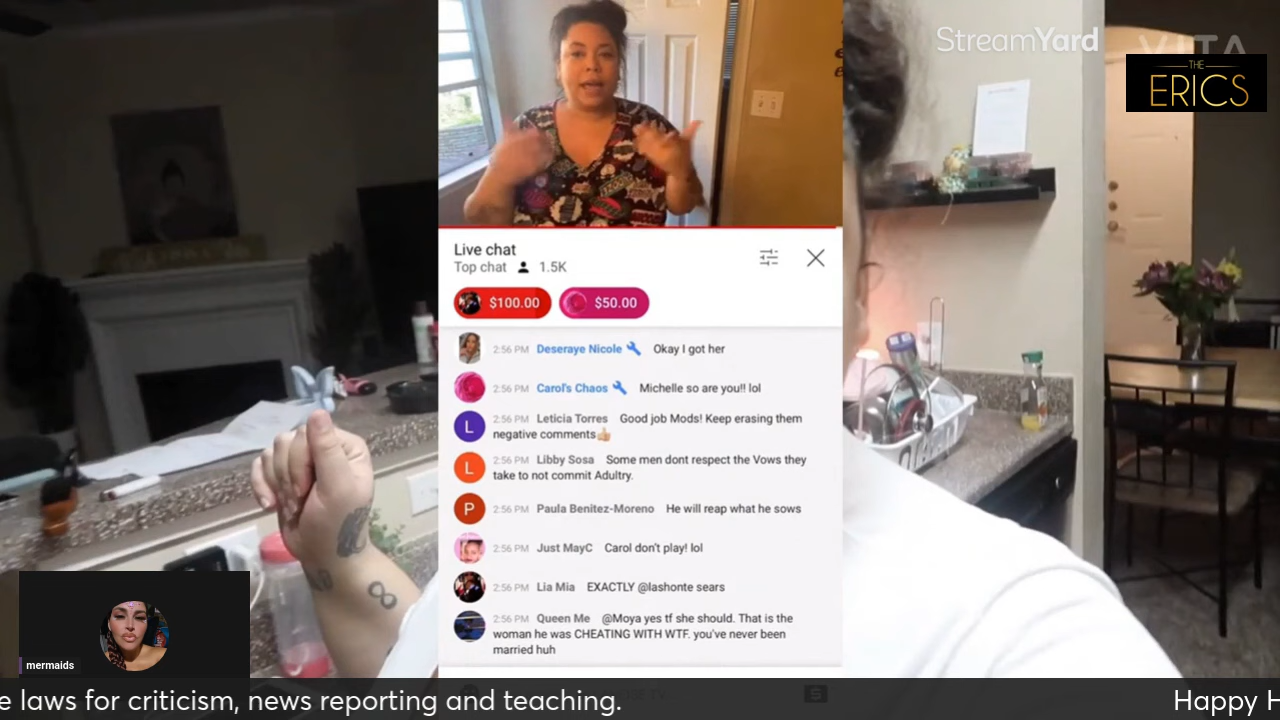 StreamYard
VITA
THE
ERICS
Live chat
Top chat 1.5K
$100.00 $50.00
2:56 PM Deseraye Nicole Okay I got her
2:56 PM Carol's Chaos Michelle so are you!! lol
L 2:56 PM Leticia Torres Good job Mods! Keep erasing them
negative comments👍🏼
L 2:56 PM Libby Sosa Some men dont respect the Vows they
take to not commit Adultry.
P 2:56 PM Paula Benitez-Moreno He will reap what he sows
2:56 PM Just MayC Carol don't play! lol
2:56 PM Lia Mia EXACTLY @lashonte sears
2:56 PM Queen Me @Moya yes tf she should. That is the
woman he was CHEATING WITH WTF. you've never been
married huh
mermaids
e laws for criticism, news reporting and teaching.
Happy H